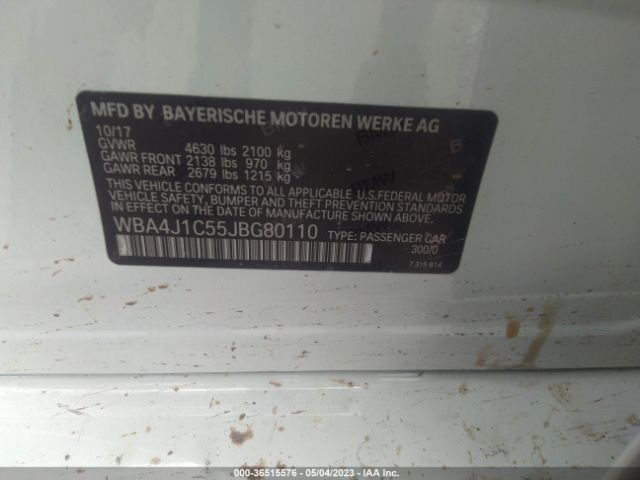 MFD BY BAYERISCHE MOTOREN WERKE AG
10/17
GVWR 4630 lbs 2100 kg
GAWR FRONT 2138 lbs 970 kg
GAWR REAR 2679 lbs 1215 kg
THIS VEHICLE CONFORMS TO ALL APPLICABLE U.S.FEDERAL MOTOR
VEHICLE SAFETY, BUMPER AND THEFT PREVENTION STANDARDS
IN EFFECT ON THE DATE OF MANUFACTURE SHOWN ABOVE.
WBA4J1C55JBG80110 TYPE: PASSENGER CAR
300/0
7 315 814
000-36515576 - 05/04/2023 - IAA Inc.